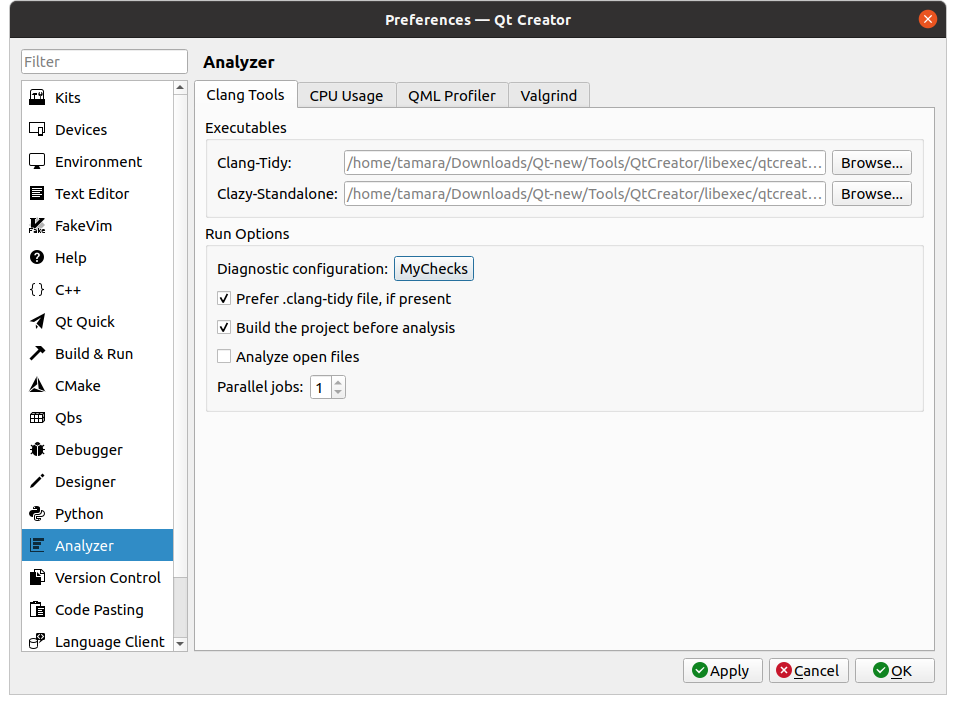 Preferences — Qt Creator
Filter
Kits
Devices
Environment
Text Editor
FakeVim
Help
C++
Qt Quick
Build & Run
CMake
Qbs
Debugger
Designer
Python
Analyzer
Version Control
Code Pasting
Language Client
Analyzer
Clang Tools CPU Usage QML Profiler Valgrind
Executables
Clang-Tidy: /home/tamara/Downloads/Qt-new/Tools/QtCreator/libexec/qtcreat... Browse...
Clazy-Standalone: /home/tamara/Downloads/Qt-new/Tools/QtCreator/libexec/qtcreat... Browse...
Run Options
Diagnostic configuration: MyChecks
Prefer .clang-tidy file, if present
Build the project before analysis
Analyze open files
Parallel jobs: 1
Apply Cancel OK